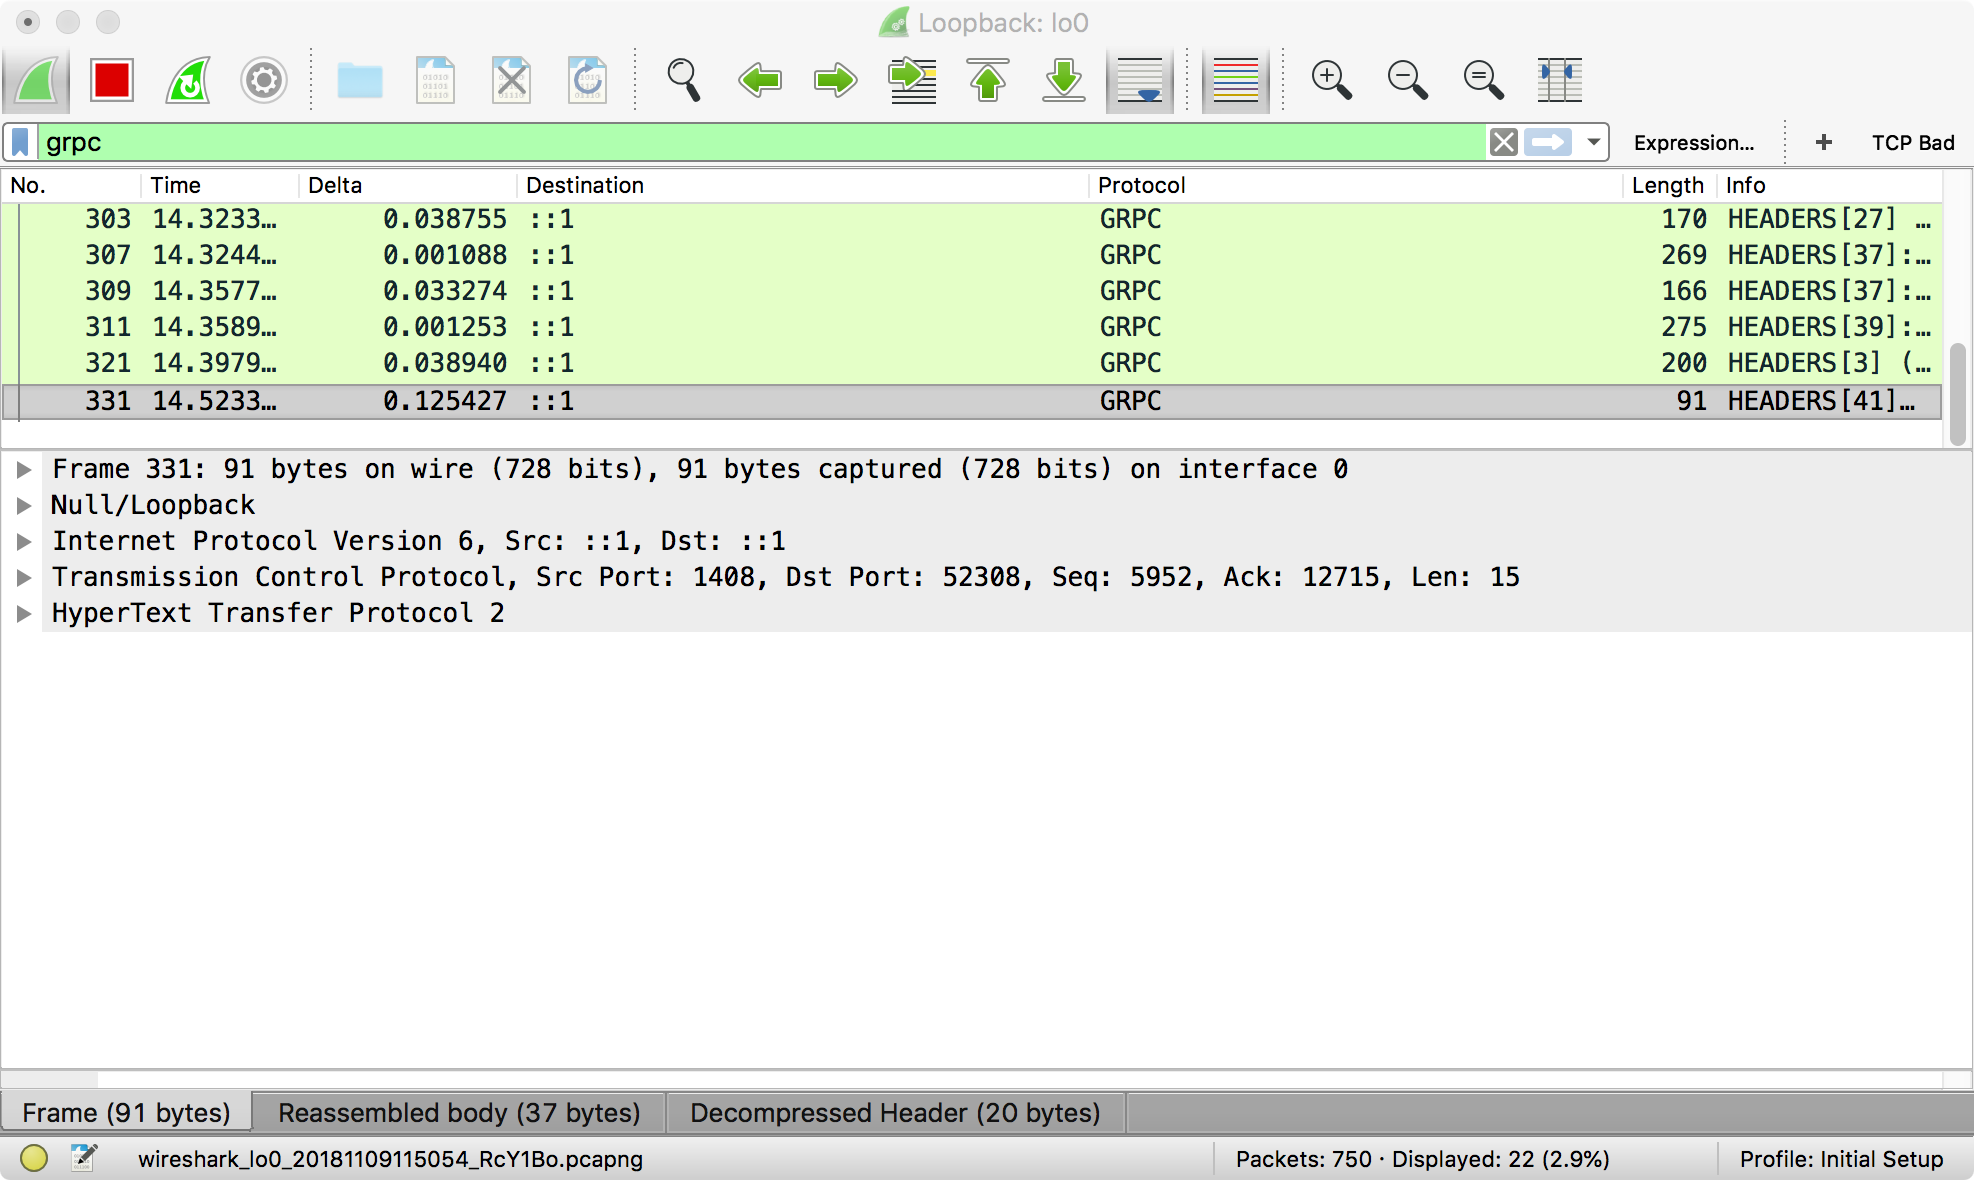 Loopback: lo0
grpc Expression... + TCP Bad
No. Time Delta Destination Protocol Length Info
303 14.3233… 0.038755 ::1 GRPC 170 HEADERS[27] …
307 14.3244… 0.001088 ::1 GRPC 269 HEADERS[37]:…
309 14.3577… 0.033274 ::1 GRPC 166 HEADERS[37]:…
311 14.3589… 0.001253 ::1 GRPC 275 HEADERS[39]:…
321 14.3979… 0.038940 ::1 GRPC 200 HEADERS[3] (…
331 14.5233… 0.125427 ::1 GRPC 91 HEADERS[41]…
Frame 331: 91 bytes on wire (728 bits), 91 bytes captured (728 bits) on interface 0
Null/Loopback
Internet Protocol Version 6, Src: ::1, Dst: ::1
Transmission Control Protocol, Src Port: 1408, Dst Port: 52308, Seq: 5952, Ack: 12715, Len: 15
HyperText Transfer Protocol 2
Frame (91 bytes) Reassembled body (37 bytes) Decompressed Header (20 bytes)
wireshark_lo0_20181109115054_RcY1Bo.pcapng Packets: 750 · Displayed: 22 (2.9%) Profile: Initial Setup